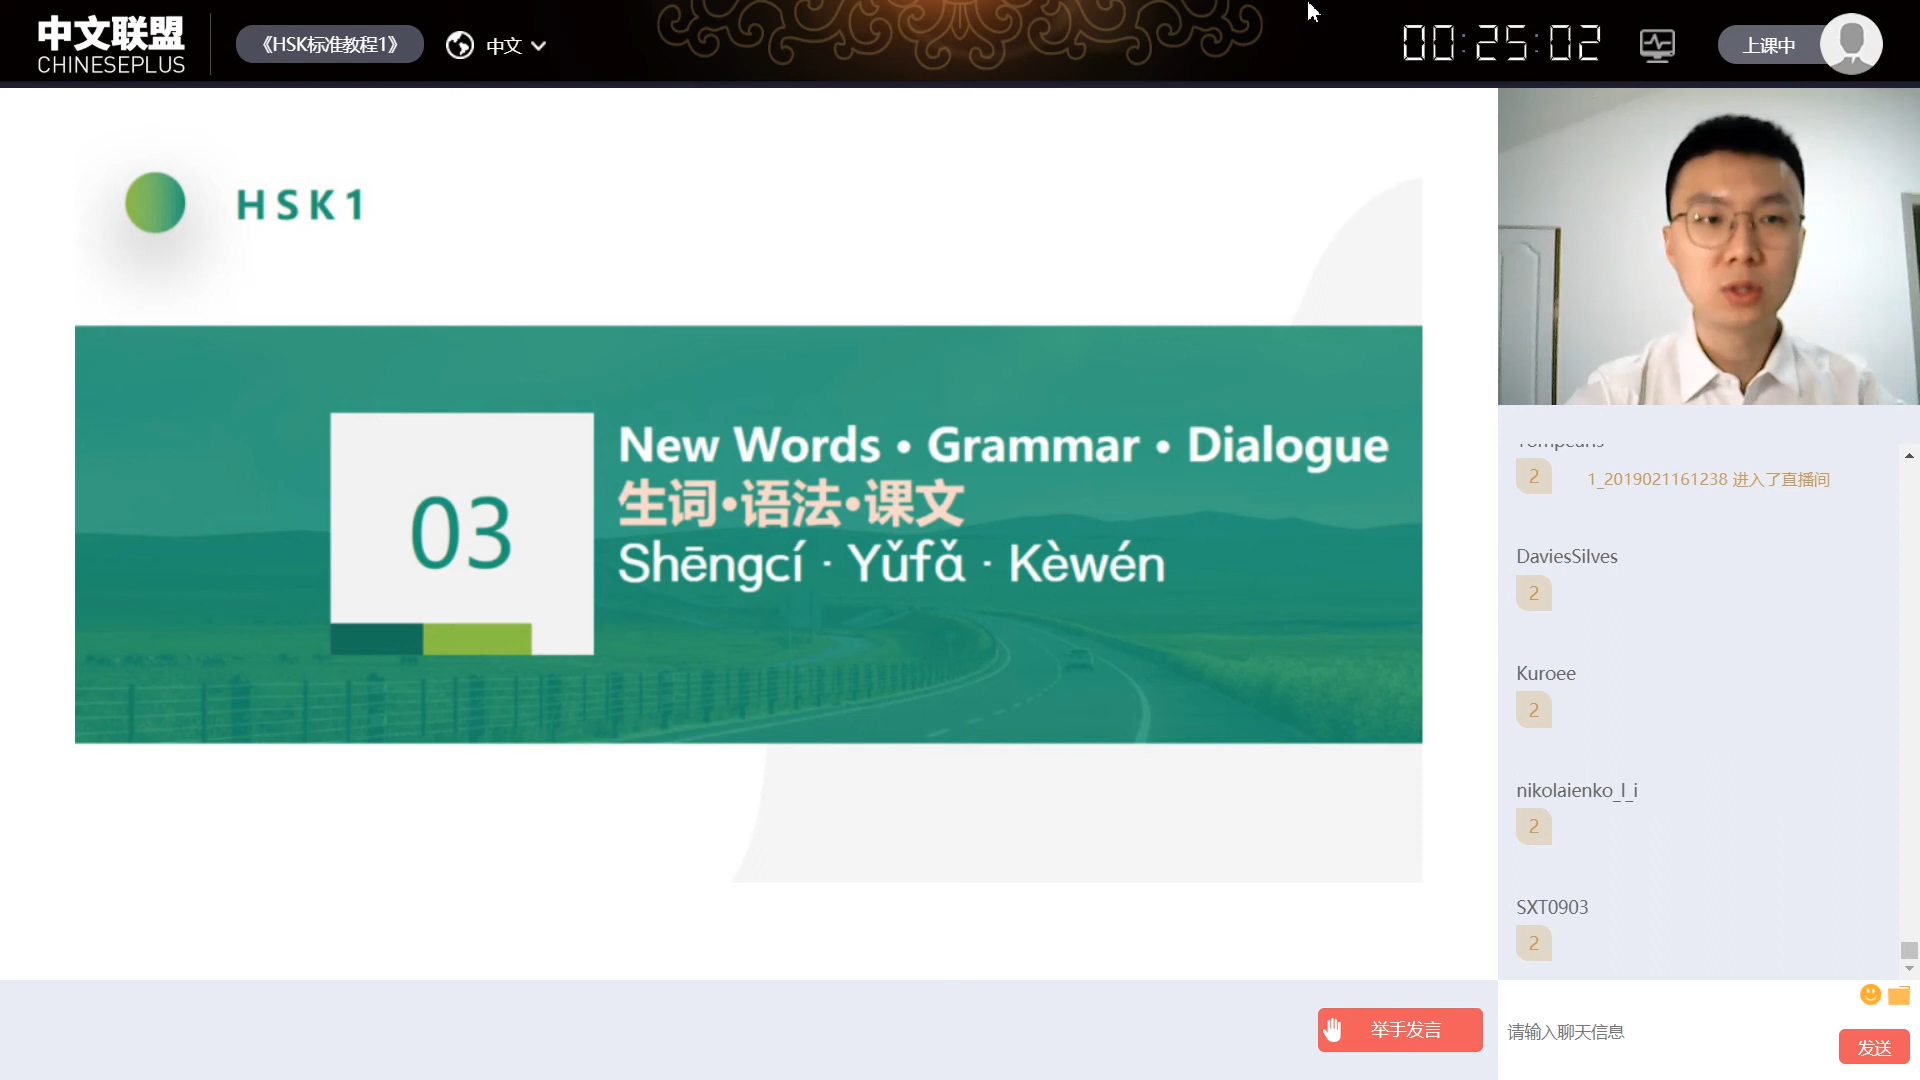 中文联盟
CHINESEPLUS
《HSK标准教程1》
中文
00:25:02
上课中
HSK1
03
New Words • Grammar • Dialogue
生词•语法•课文
Shēngcí · Yǔfǎ · Kèwén
2
1_2019021161238 进入了直播间
DaviesSilves
2
Kuroee
2
nikolaienko_l_i
2
SXT0903
2
举手发言
请输入聊天信息
发送